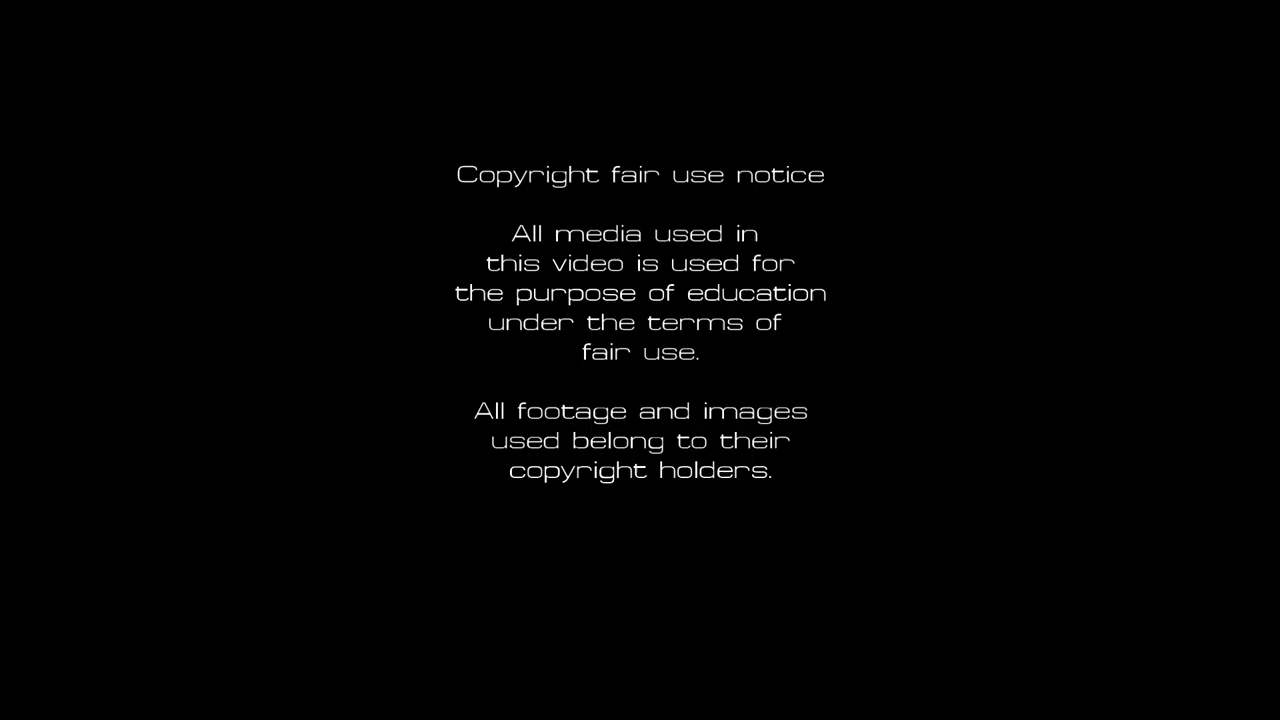 Copyright fair use notice
All media used in
this video is used for
the purpose of education
under the terms of
fair use.
All footage and images
used belong to their
copyright holders.